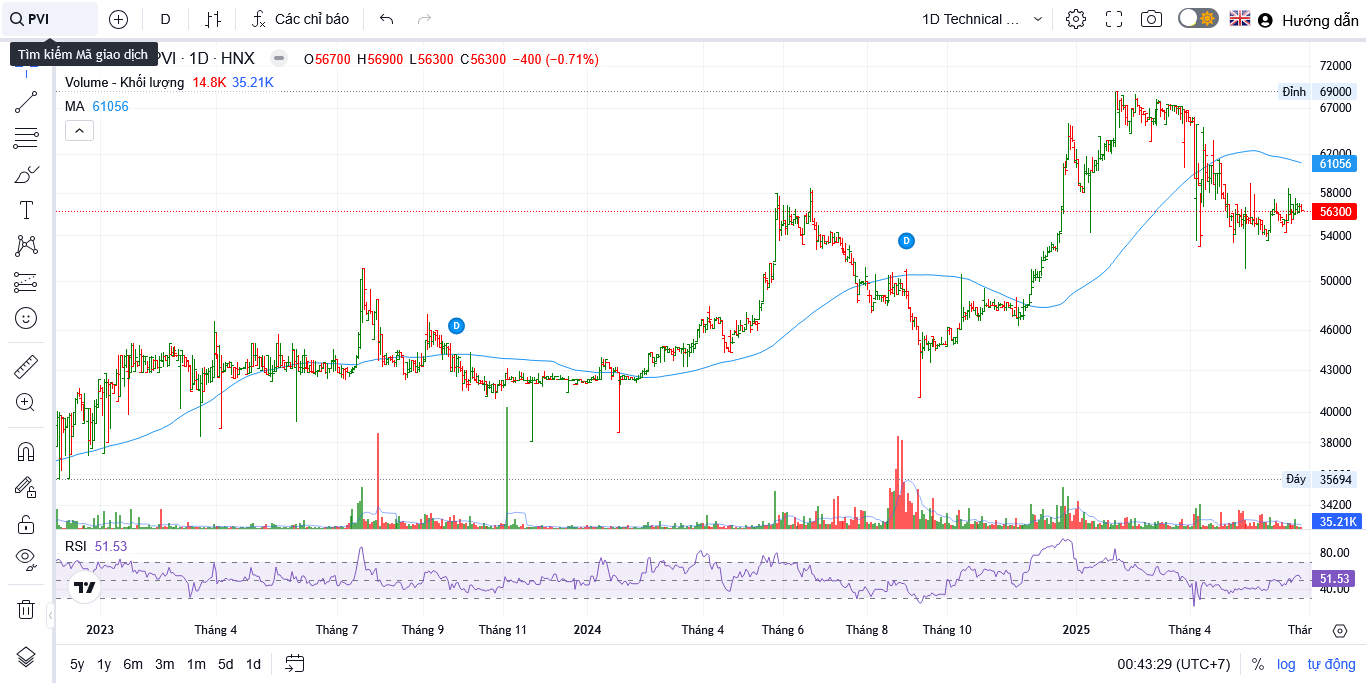 PVI
D
Các chỉ báo
1D Technical ...
Hướng dẫn
Tìm kiếm Mã giao dịch
PVI · 1D · HNX O56700 H56900 L56300 C56300 −400 (−0.71%)
Volume - Khối lượng 14.8K 35.21K
MA 61056
72000
Đỉnh 69000
67000
62000
61056
58000
56300
54000
50000
46000
43000
40000
38000
Đáy 35694
34200
35.21K
D
D
RSI 51.53
80.00
51.53
40.00
2023 Tháng 4 Tháng 7 Tháng 9 Tháng 11 2024 Tháng 4 Tháng 6 Tháng 8 Tháng 10 2025 Tháng 4 Thár
5y 1y 6m 3m 1m 5d 1d
00:43:29 (UTC+7) % log tự động